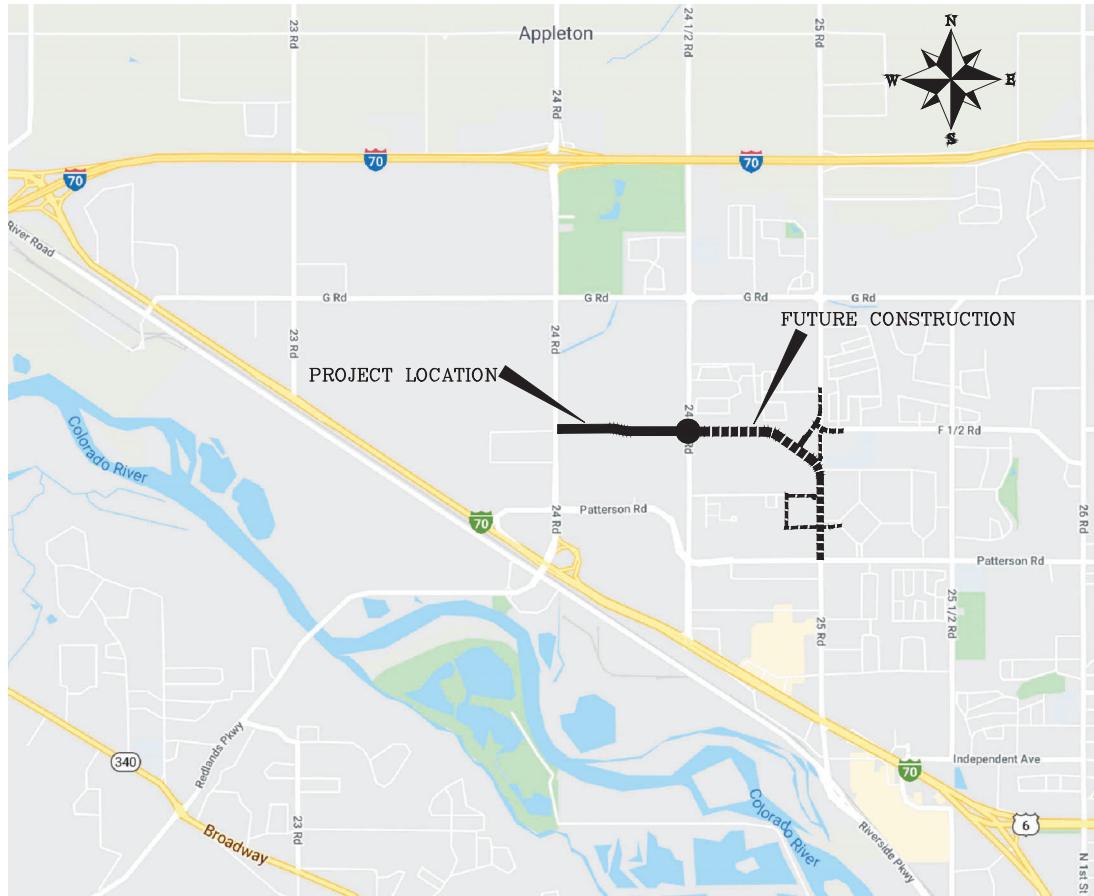 23 Rd
Appleton
24 1/2 Rd
25 Rd
N
W
E
S
24 Rd
70
70
70
River Road
G Rd
G Rd
G Rd
G Rd
FUTURE CONSTRUCTION
23 Rd
24 Rd
PROJECT LOCATION
24
Rd
F 1/2 Rd
Colorado River
70
Patterson Rd
24 Rd
26 Rd
Patterson Rd
25 1/2 Rd
25 Rd
Redlands Pkwy
340
Independent Ave
70
Colorado River
23 Rd
6
Broadway
Riverside Pkwy
N 1st St